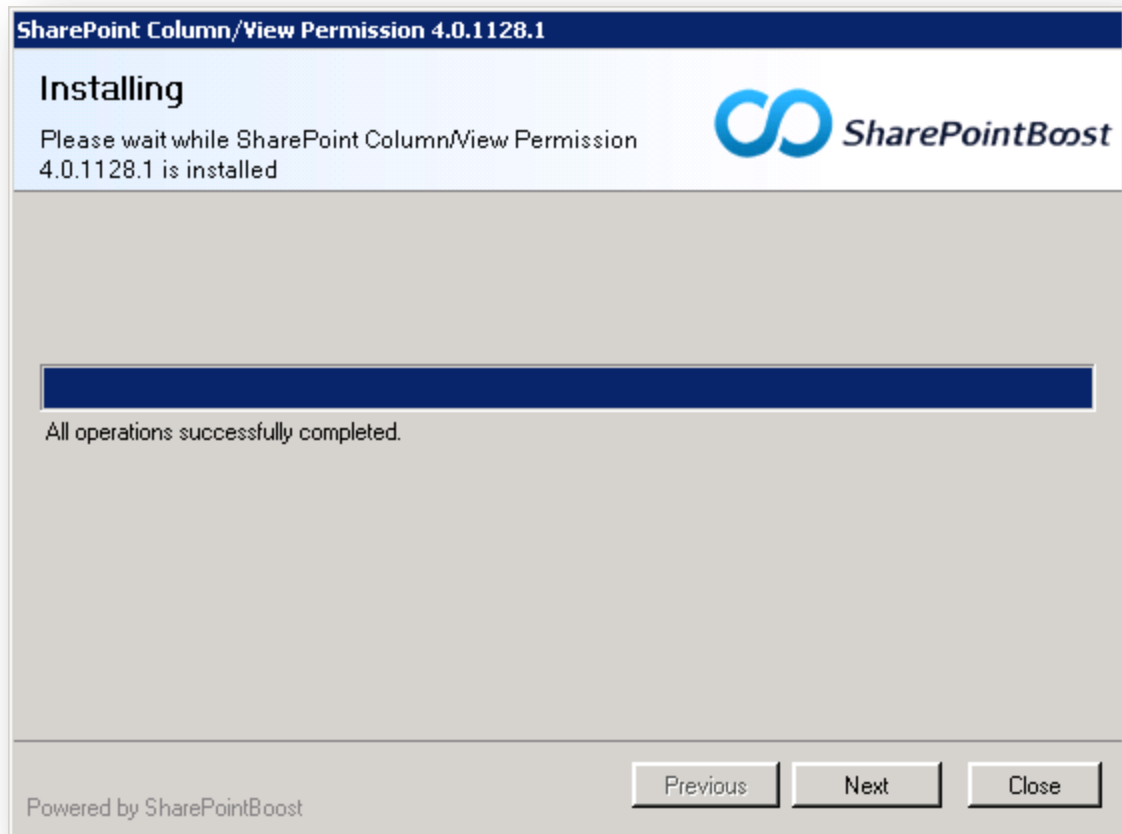 SharePoint Column/View Permission 4.0.1128.1
Installing
Please wait while SharePoint Column/View Permission
4.0.1128.1 is installed
SharePointBoost
All operations successfully completed.
Previous
Next
Close
Powered by SharePointBoost